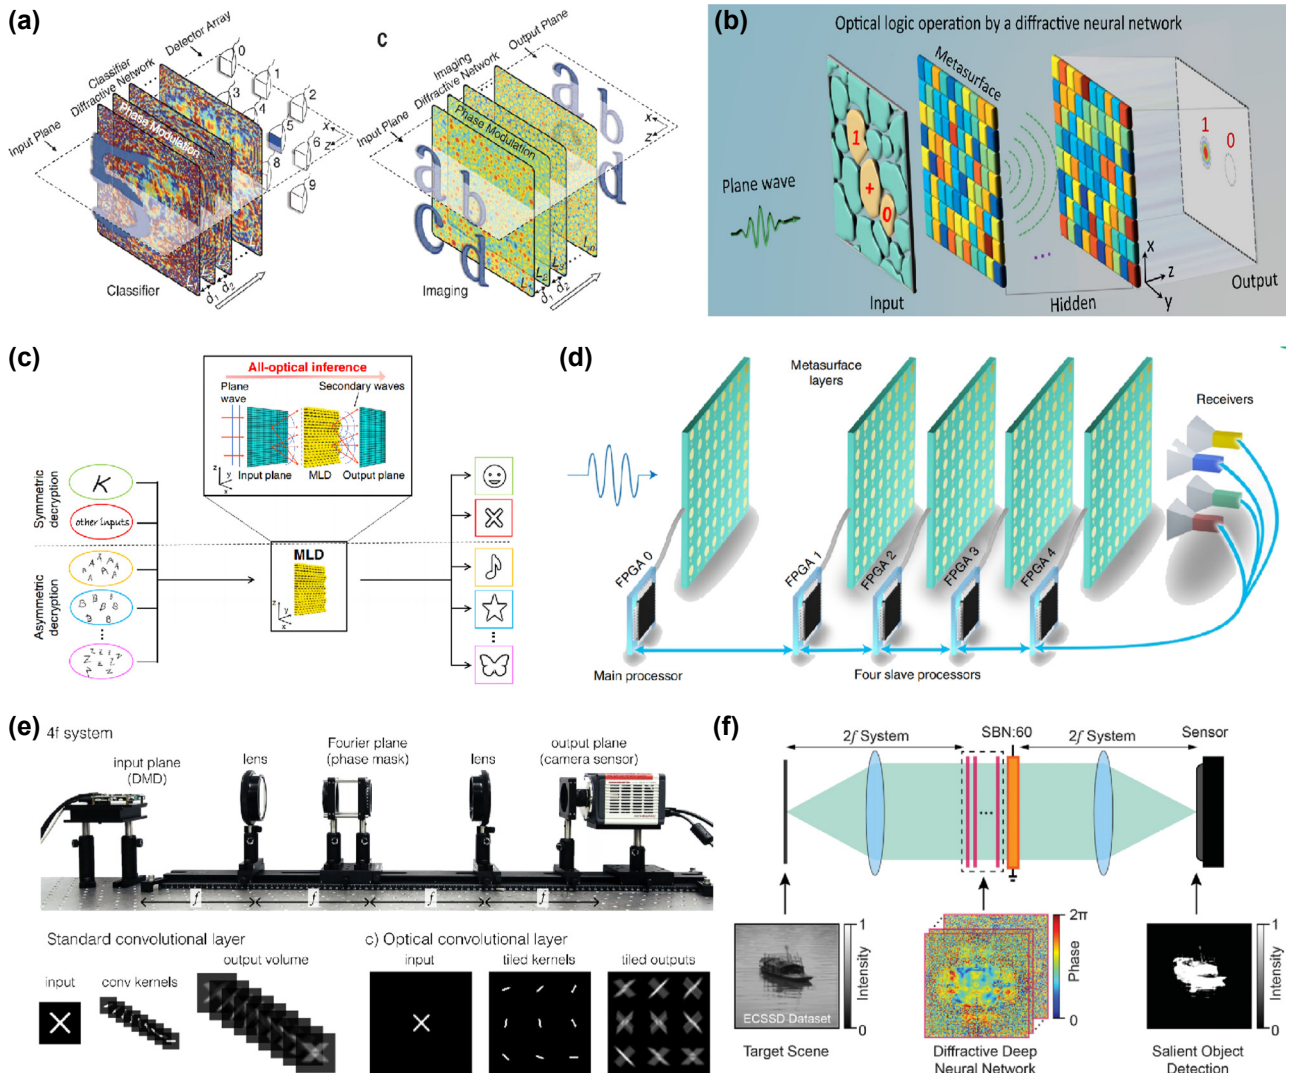 (a)
Input Plane
Classifier
Diffractive Network
Detector Array
Phase Modulation
0
1
2
3
4
5
6
8
9
x
z
d1
d2
Classifier
c
Input Plane
Imaging
Diffractive Network
Output Plane
Phase Modulation
a
b
d
a
b
c
d
x
z
L1
L2
L3
d1
d2
Imaging
(b)
Optical logic operation by a diffractive neural network
Metasurface
Plane wave
1
+
0
1
0
...
x
z
y
Input
Hidden
Output
(c)
All-optical inference
Plane
wave
Secondary waves
z
y
x
Input plane
MLD
Output plane
Symmetric
decryption
K
other inputs
Asymmetric
decryption
A A A A A A
B B B B B B
Z Z Z Z Z Z
MLD
z
y
x
(d)
Metasurface
layers
Receivers
FPGA 0
FPGA 1
FPGA 2
FPGA 3
FPGA 4
Main processor
Four slave processors
(e)
4f system
input plane
(DMD)
lens
Fourier plane
(phase mask)
lens
output plane
(camera sensor)
f
f
f
f
Standard convolutional layer
input
conv kernels
output volume
c) Optical convolutional layer
input
tiled kernels
tiled outputs
(f)
2f System
SBN:60
2f System
Sensor
...
ECSSD Dataset
1
Intensity
0
2π
Phase
0
1
Intensity
0
Target Scene
Diffractive Deep
Neural Network
Salient Object
Detection